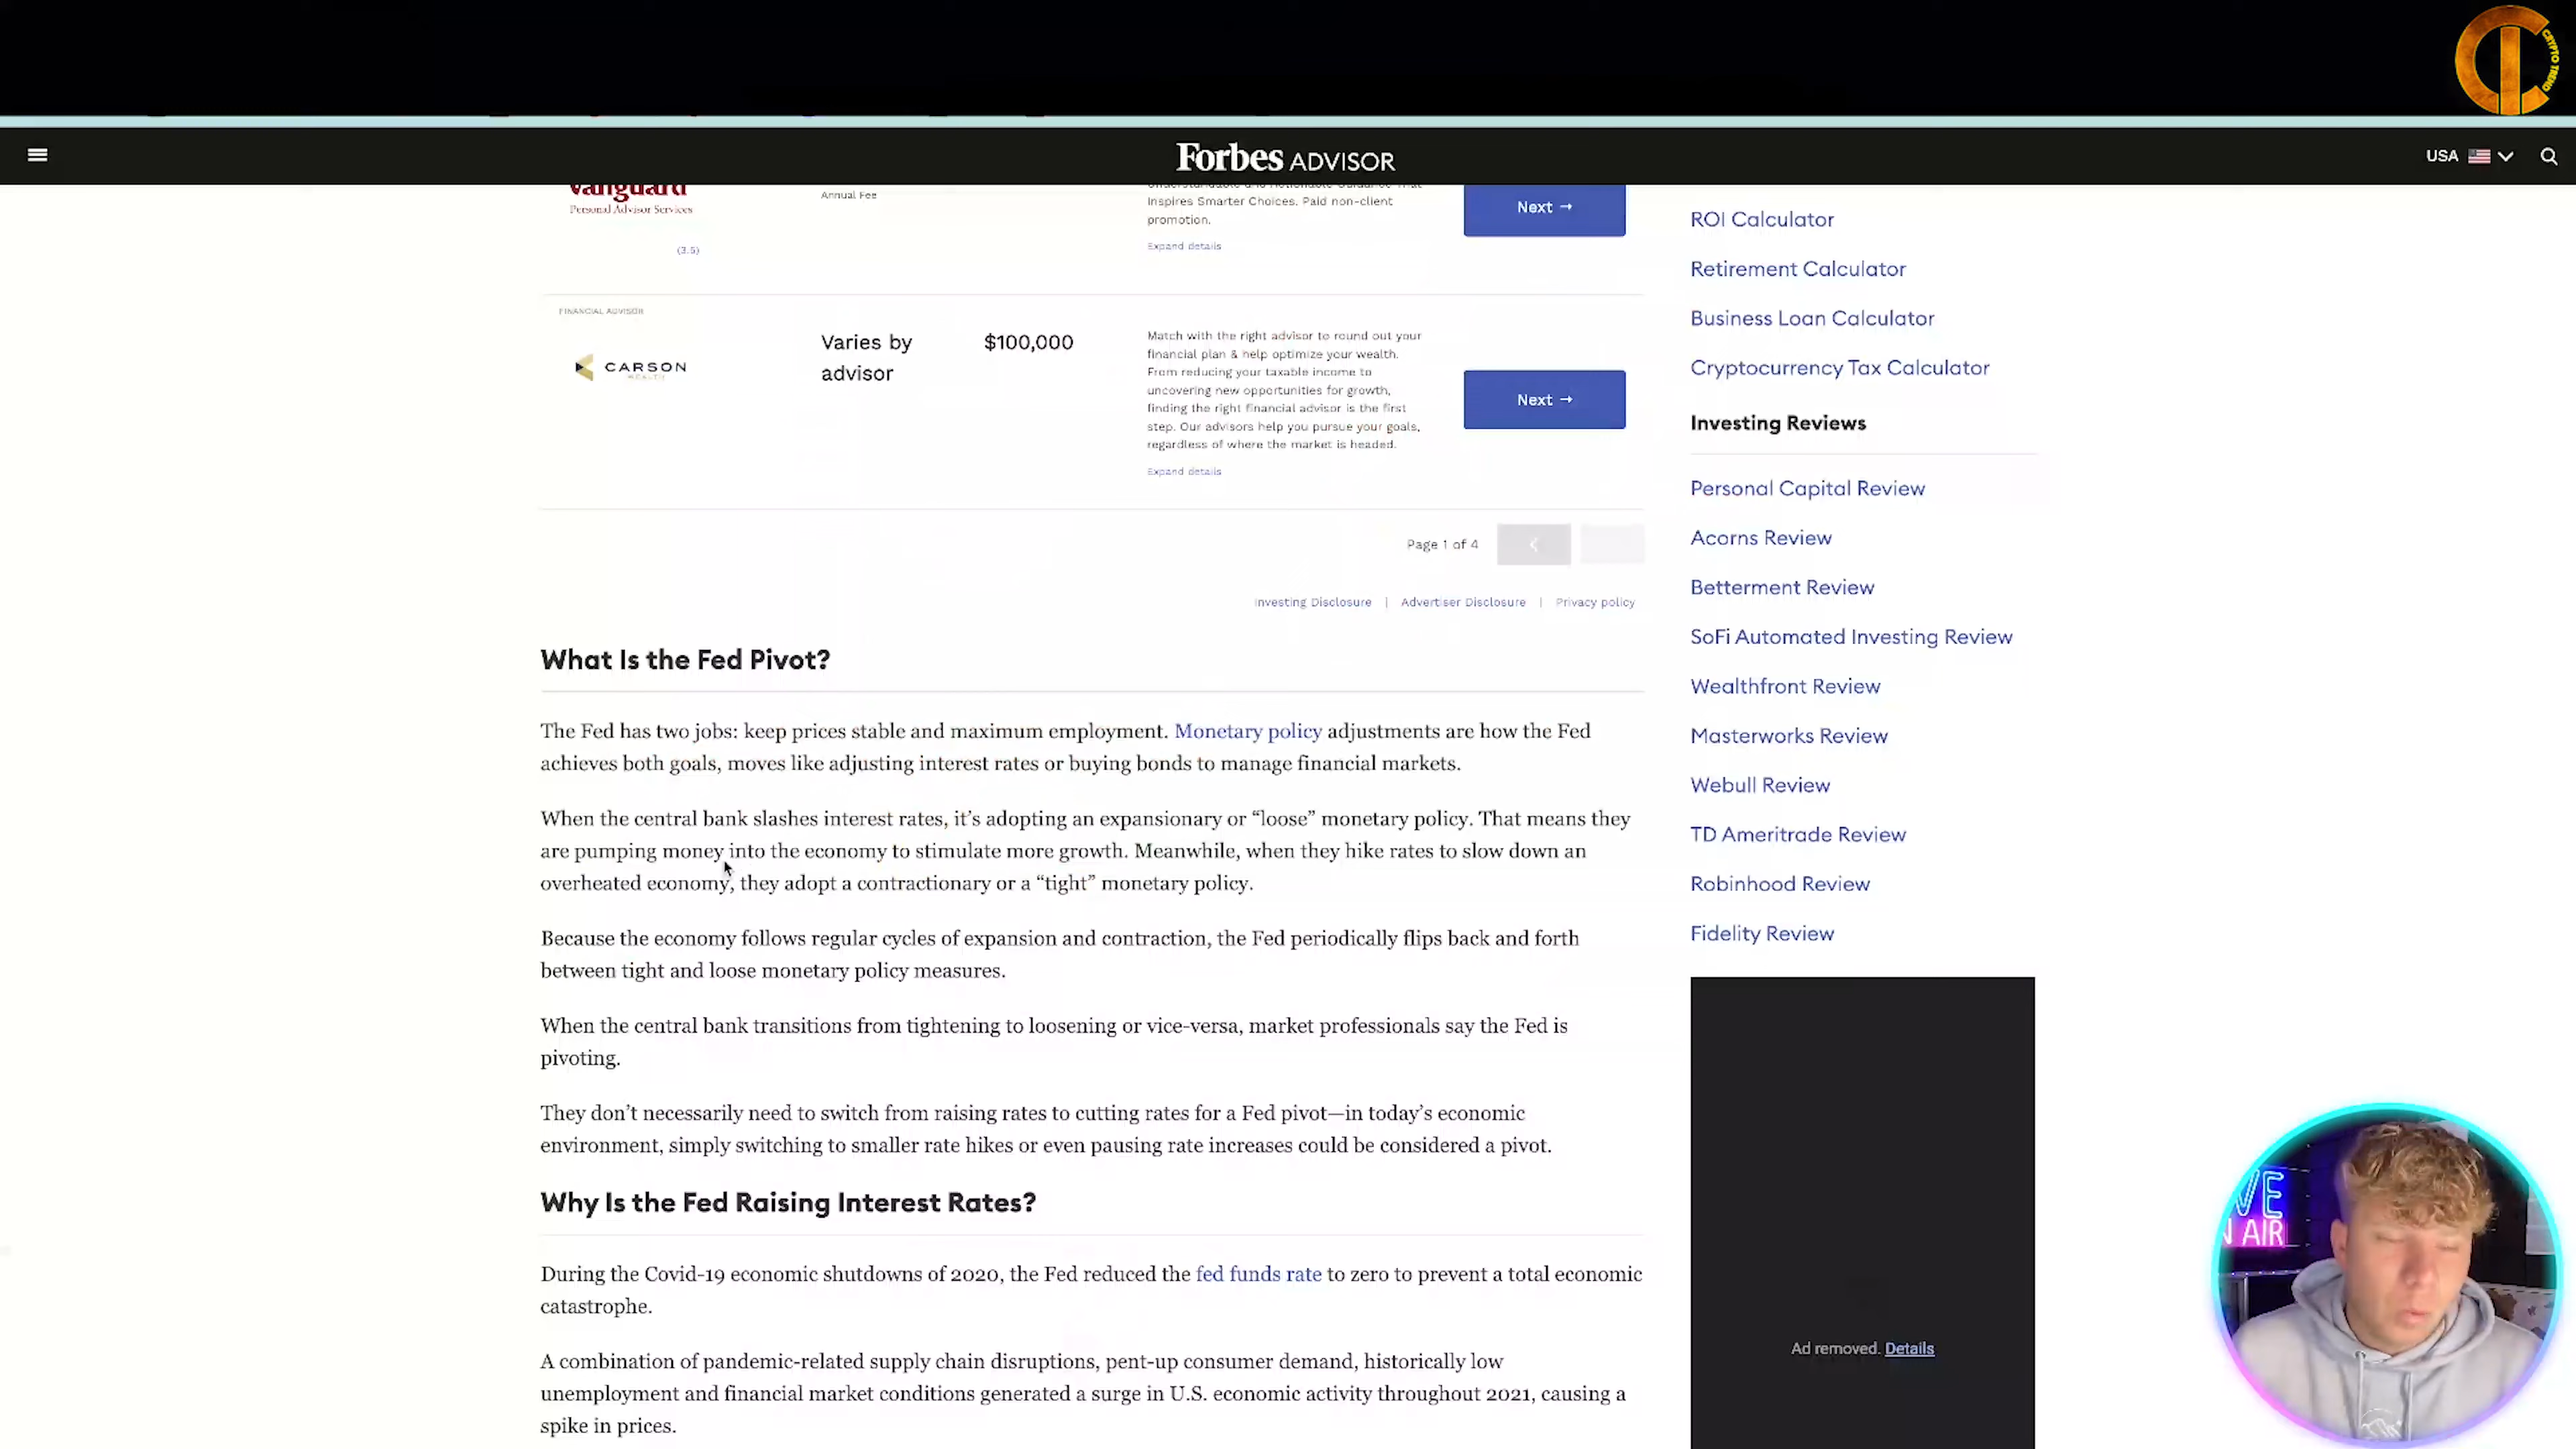 CRYPTO TREND
Forbes ADVISOR
USA
Vanguard
Personal Advisor Services
(3.5)
Annual Fee
Understandable and Actionable Guidance That
Inspires Smarter Choices. Paid non-client
promotion.
Expand details
Next →
FINANCIAL ADVISOR
CARSON
WEALTH
Varies by
advisor
$100,000
Match with the right advisor to round out your
financial plan & help optimize your wealth.
From reducing your taxable income to
uncovering new opportunities for growth,
finding the right financial advisor is the first
step. Our advisors help you pursue your goals,
regardless of where the market is headed.
Expand details
Next →
Page 1 of 4
Investing Disclosure | Advertiser Disclosure | Privacy policy
What Is the Fed Pivot?
The Fed has two jobs: keep prices stable and maximum employment. Monetary policy adjustments are how the Fed
achieves both goals, moves like adjusting interest rates or buying bonds to manage financial markets.
When the central bank slashes interest rates, it's adopting an expansionary or “loose” monetary policy. That means they
are pumping money into the economy to stimulate more growth. Meanwhile, when they hike rates to slow down an
overheated economy, they adopt a contractionary or a “tight” monetary policy.
Because the economy follows regular cycles of expansion and contraction, the Fed periodically flips back and forth
between tight and loose monetary policy measures.
When the central bank transitions from tightening to loosening or vice-versa, market professionals say the Fed is
pivoting.
They don't necessarily need to switch from raising rates to cutting rates for a Fed pivot—in today's economic
environment, simply switching to smaller rate hikes or even pausing rate increases could be considered a pivot.
Why Is the Fed Raising Interest Rates?
During the Covid-19 economic shutdowns of 2020, the Fed reduced the fed funds rate to zero to prevent a total economic
catastrophe.
A combination of pandemic-related supply chain disruptions, pent-up consumer demand, historically low
unemployment and financial market conditions generated a surge in U.S. economic activity throughout 2021, causing a
spike in prices.
ROI Calculator
Retirement Calculator
Business Loan Calculator
Cryptocurrency Tax Calculator
Investing Reviews
Personal Capital Review
Acorns Review
Betterment Review
SoFi Automated Investing Review
Wealthfront Review
Masterworks Review
Webull Review
TD Ameritrade Review
Robinhood Review
Fidelity Review
Ad removed. Details
VE
N AIR